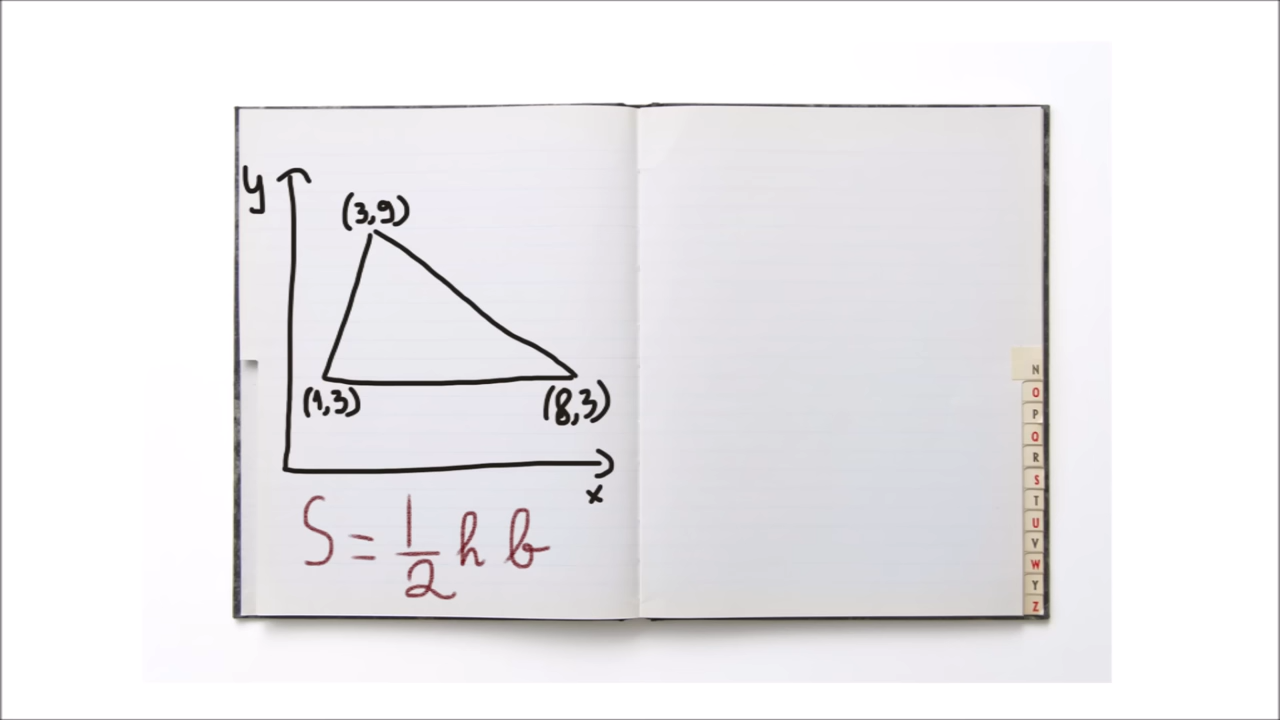 y
(3,9)
(1,3)
(8,3)
x
S = 1/2 h b
N
O
P
Q
R
S
T
U
V
W
Y
Z